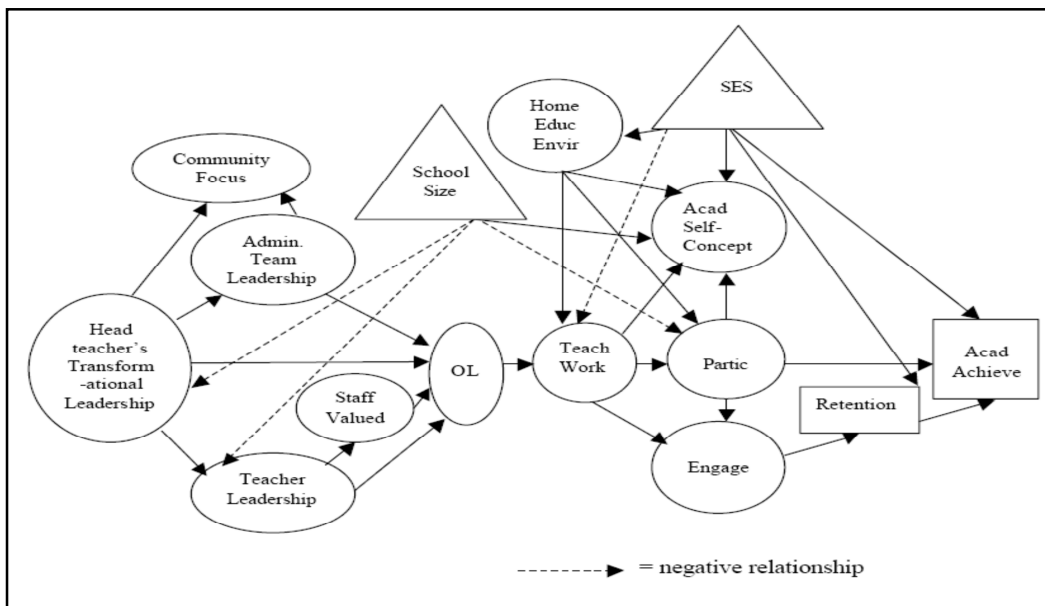 SES
Home
Educ
Envir
Community
Focus
School
Size
Acad
Self-
Concept
Admin.
Team
Leadership
Head
teacher's
Transform
-ational
Leadership
OL
Teach
Work
Partic
Acad
Achieve
Staff
Valued
Retention
Teacher
Leadership
Engage
= negative relationship